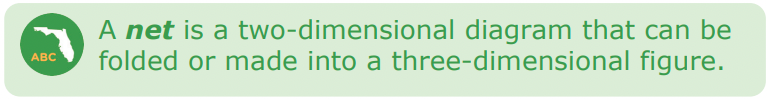 ABC
A net is a two-dimensional diagram that can be
folded or made into a three-dimensional figure.